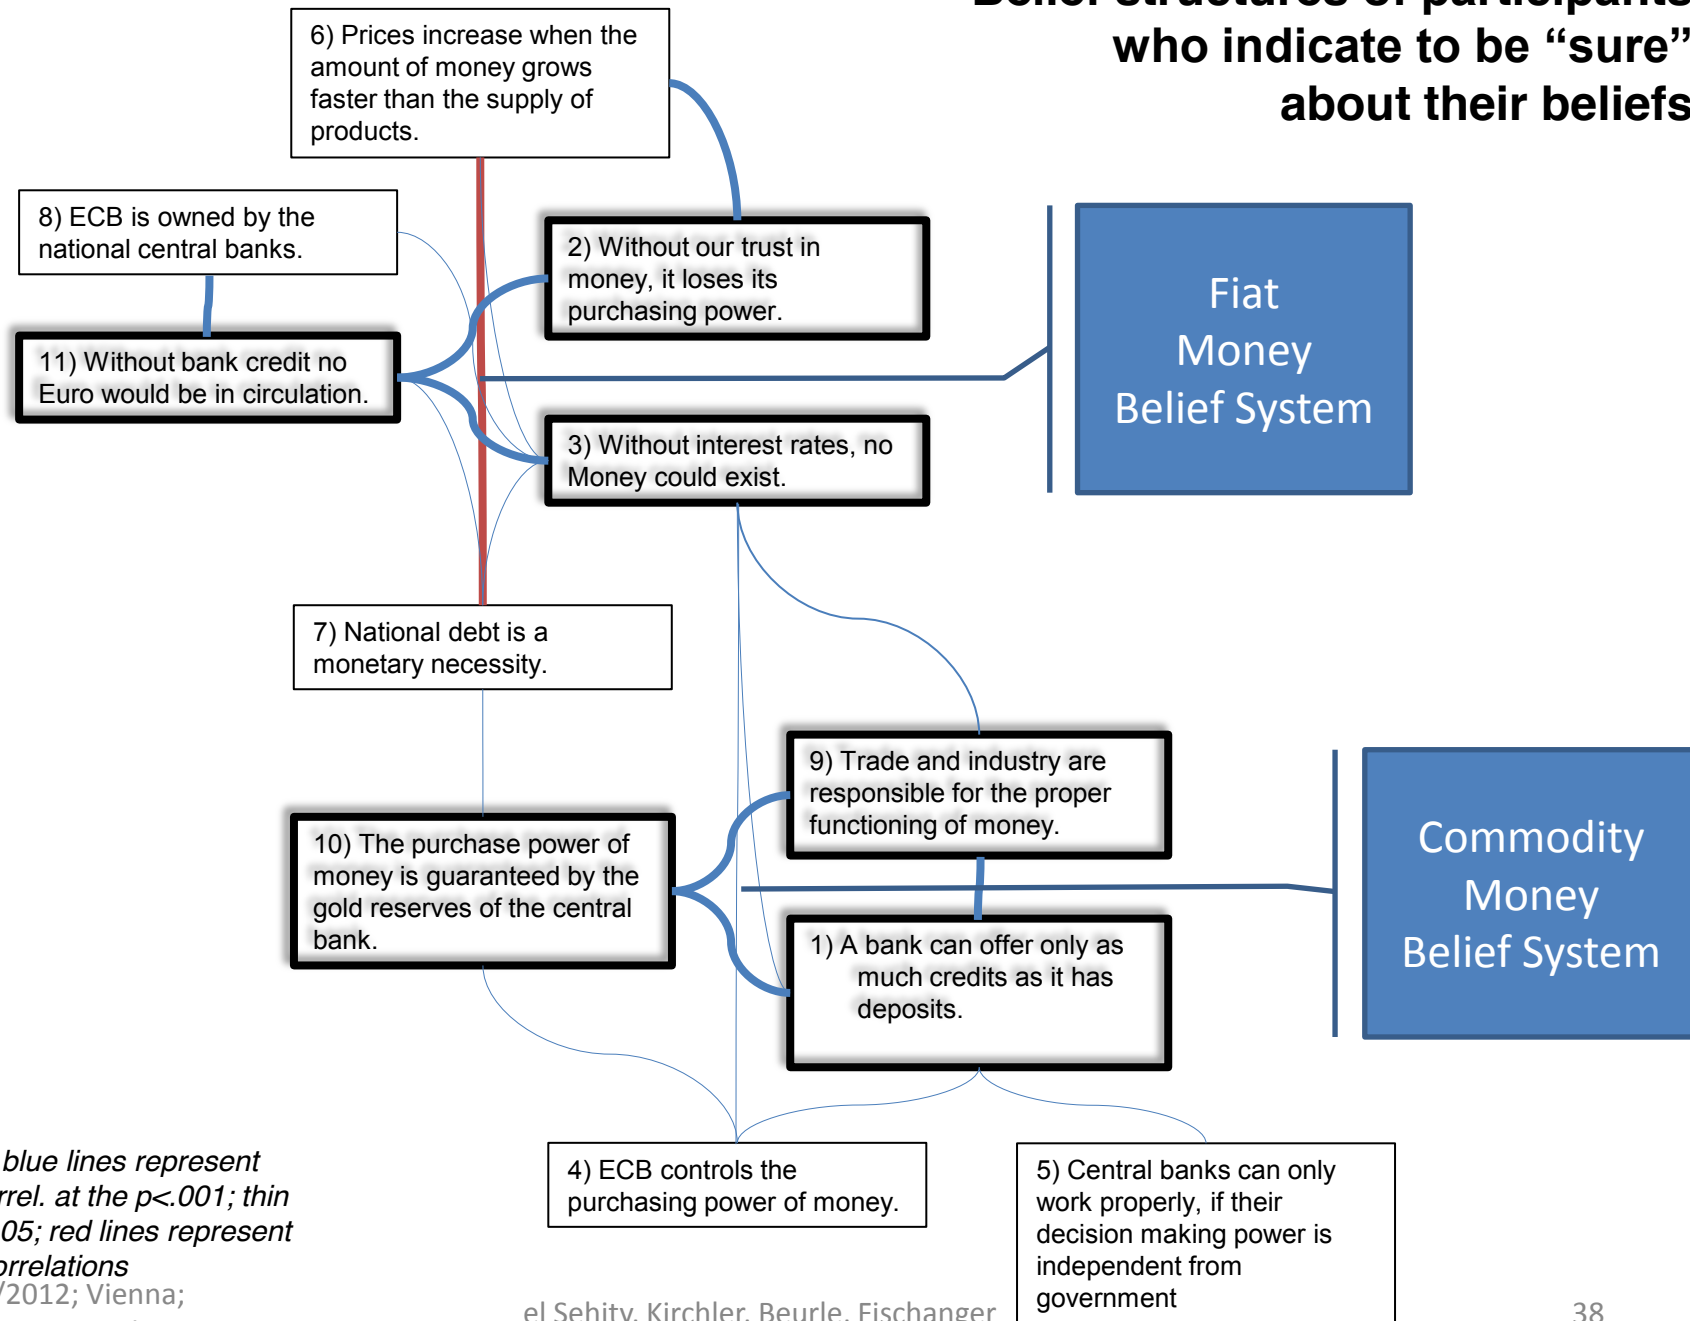 Belief structures of participants
who indicate to be “sure”
about their beliefs
6) Prices increase when the
amount of money grows
faster than the supply of
products.
8) ECB is owned by the
national central banks.
2) Without our trust in
money, it loses its
purchasing power.
11) Without bank credit no
Euro would be in circulation.
3) Without interest rates, no
Money could exist.
Fiat
Money
Belief System
7) National debt is a
monetary necessity.
9) Trade and industry are
responsible for the proper
functioning of money.
10) The purchase power of
money is guaranteed by the
gold reserves of the central
bank.
1) A bank can offer only as
much credits as it has
deposits.
Commodity
Money
Belief System
4) ECB controls the
purchasing power of money.
5) Central banks can only
work properly, if their
decision making power is
independent from
government
blue lines represent
rrel. at the p<.001; thin
05; red lines represent
orrelations
/2012; Vienna;
el Sehity, Kirchler, Beurle, Fischanger
38